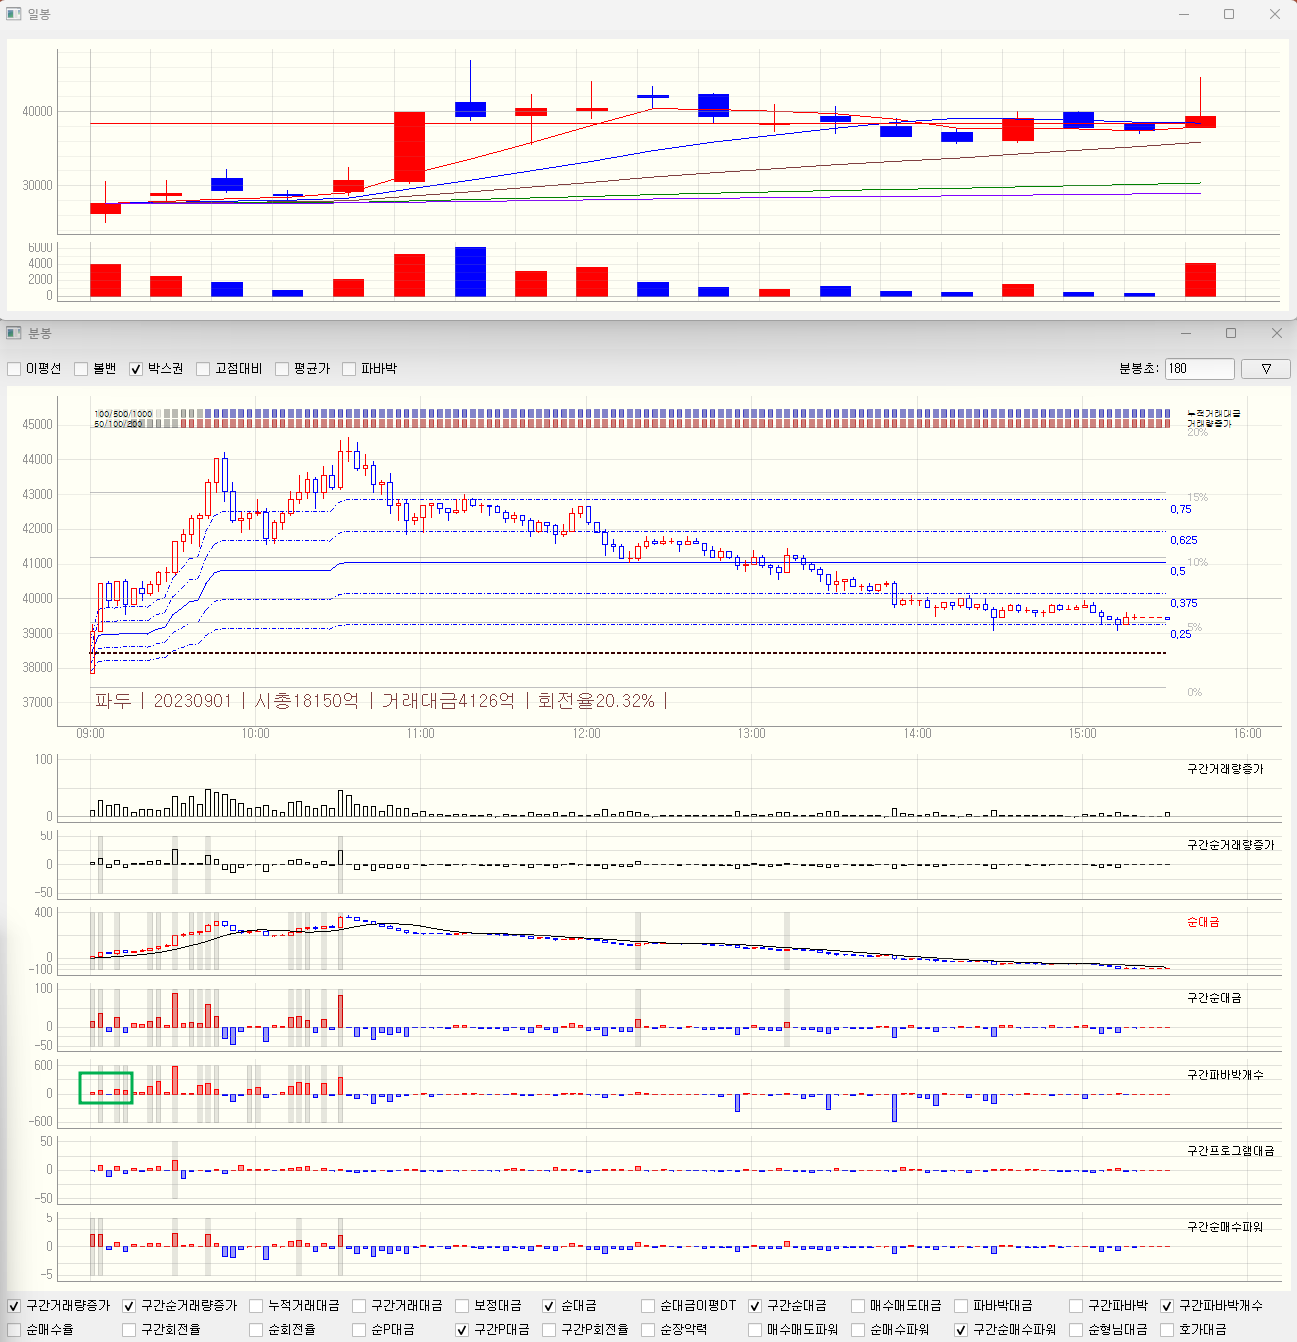 일봉
40000
30000
6000
4000
2000
0
분봉
이평선 볼밴 박스권 고점대비 평균가 파바박 분봉초: 180 ▽
100/500/1000 누적거래대금
50/100/200 거래량증가
45000 20%
44000
43000 15%
0,75
42000
0,625
41000 10%
0,5
40000
0,375
39000 5%
0,25
38000
37000 0%
파두 | 20230901 | 시총18150억 | 거래대금4126억 | 회전율20.32% |
09:00 10:00 11:00 12:00 13:00 14:00 15:00 16:00
100 구간거래량증가
0
50 구간순거래량증가
0
-50
400 순대금
0
-100
100 구간순대금
0
-50
600 구간파바박개수
0
-600
50 구간프로그램대금
0
-50
5 구간순매수파워
0
-5
구간거래량증가 구간순거래량증가 누적거래대금 구간거래대금 보정대금 순대금 순대금이평DT 구간순대금 매수매도대금 파바박대금 구간파바박 구간파바박개수
순매수율 구간회전율 순회전율 순P대금 구간P대금 구간P회전율 순장악력 매수매도파워 순매수파워 구간순매수파워 순형님대금 호가대금